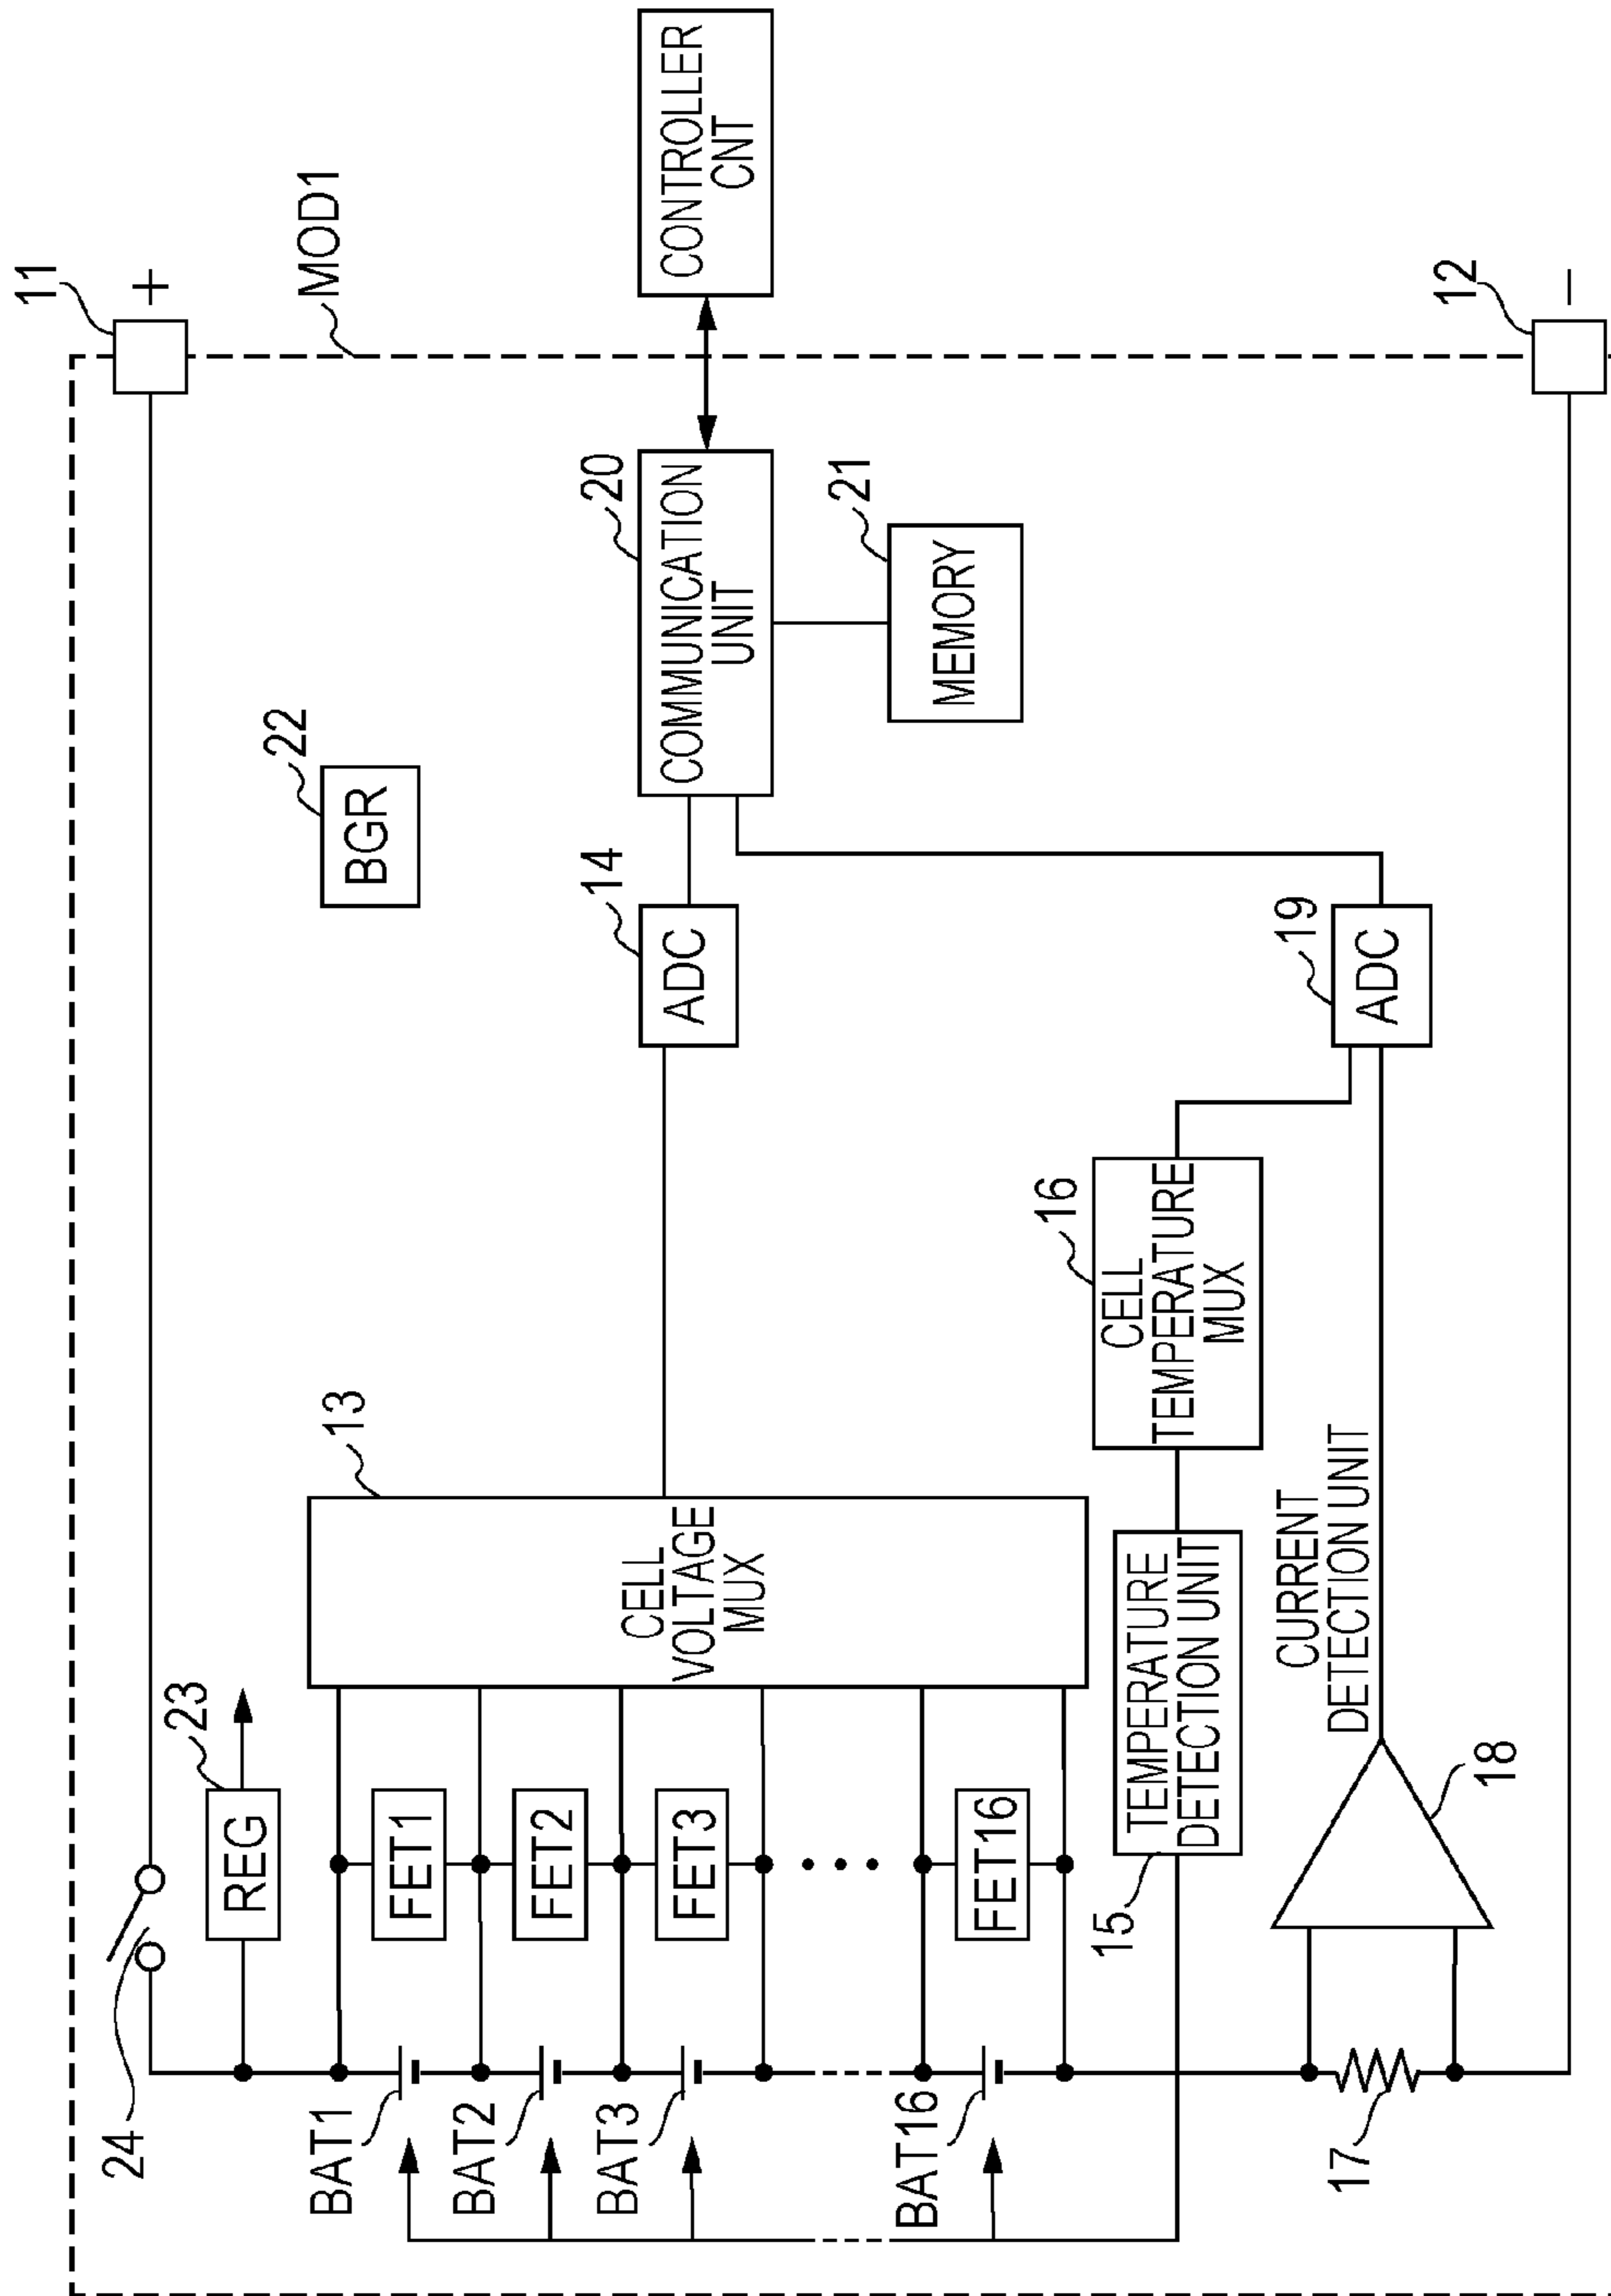 24
23
REG
11
+
MOD1
BAT1
BAT2
BAT3
BAT16
FET1
FET2
FET3
FET16
13
CELL
VOLTAGE
MUX
22
BGR
14
ADC
20
COMMUNICATION
UNIT
CONTROLLER
CNT
21
MEMORY
15
TEMPERATURE
DETECTION UNIT
16
CELL
TEMPERATURE
MUX
19
ADC
CURRENT
DETECTION UNIT
17
18
12
−